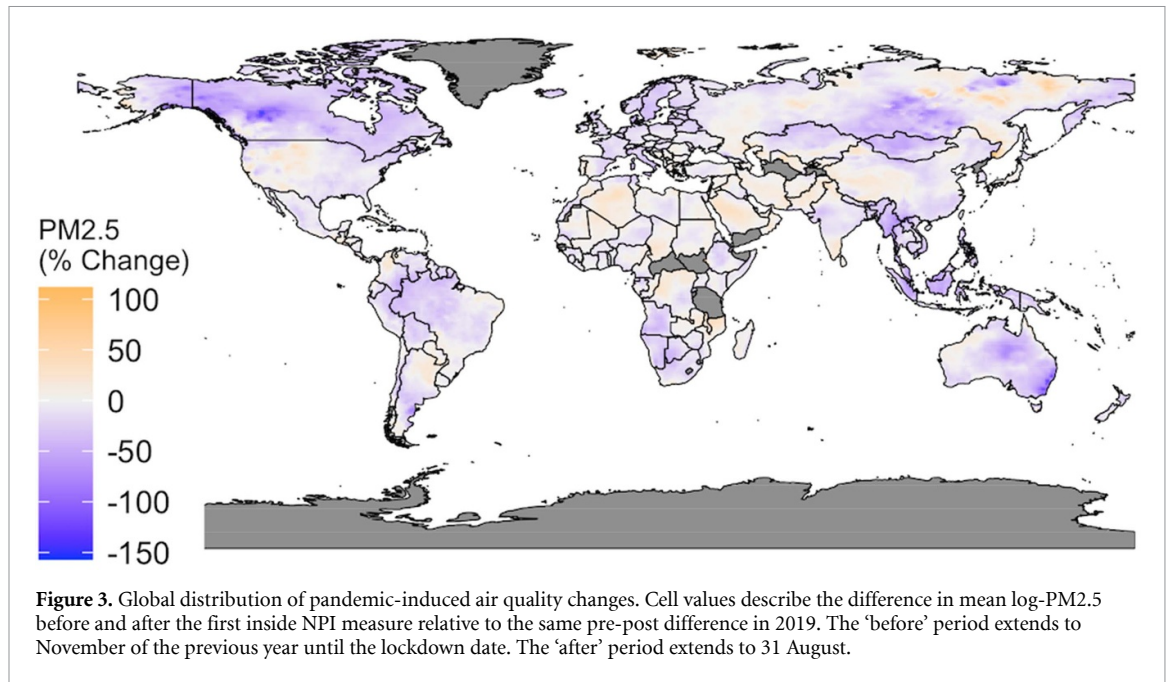 PM2.5
(% Change)
100
50
0
-50
-100
-150
Figure 3. Global distribution of pandemic-induced air quality changes. Cell values describe the difference in mean log-PM2.5
before and after the first inside NPI measure relative to the same pre-post difference in 2019. The ‘before’ period extends to
November of the previous year until the lockdown date. The ‘after’ period extends to 31 August.